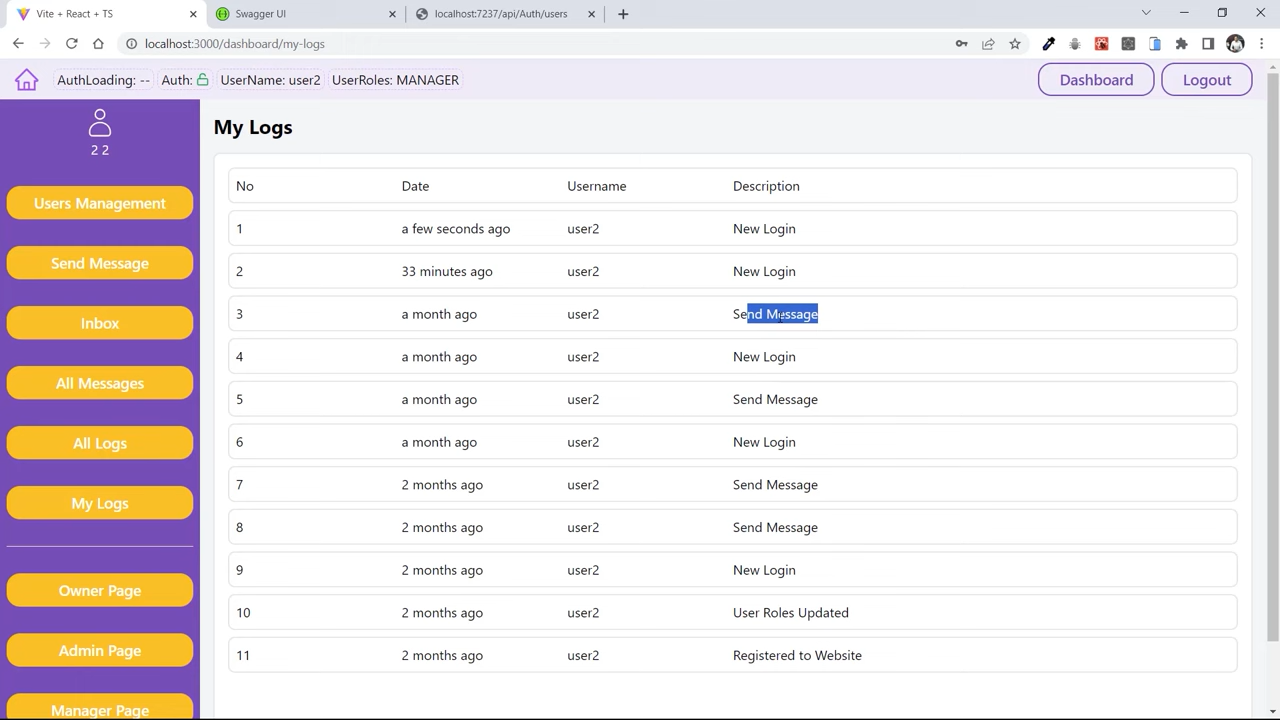 Vite + React + TS
Swagger UI
localhost:7237/api/Auth/users
localhost:3000/dashboard/my-logs
AuthLoading: -- Auth: UserName: user2 UserRoles: MANAGER
Dashboard
Logout
2 2
Users Management
Send Message
Inbox
All Messages
All Logs
My Logs
Owner Page
Admin Page
Manager Page
My Logs
No Date Username Description
1 a few seconds ago user2 New Login
2 33 minutes ago user2 New Login
3 a month ago user2 Send Message
4 a month ago user2 New Login
5 a month ago user2 Send Message
6 a month ago user2 New Login
7 2 months ago user2 Send Message
8 2 months ago user2 Send Message
9 2 months ago user2 New Login
10 2 months ago user2 User Roles Updated
11 2 months ago user2 Registered to Website